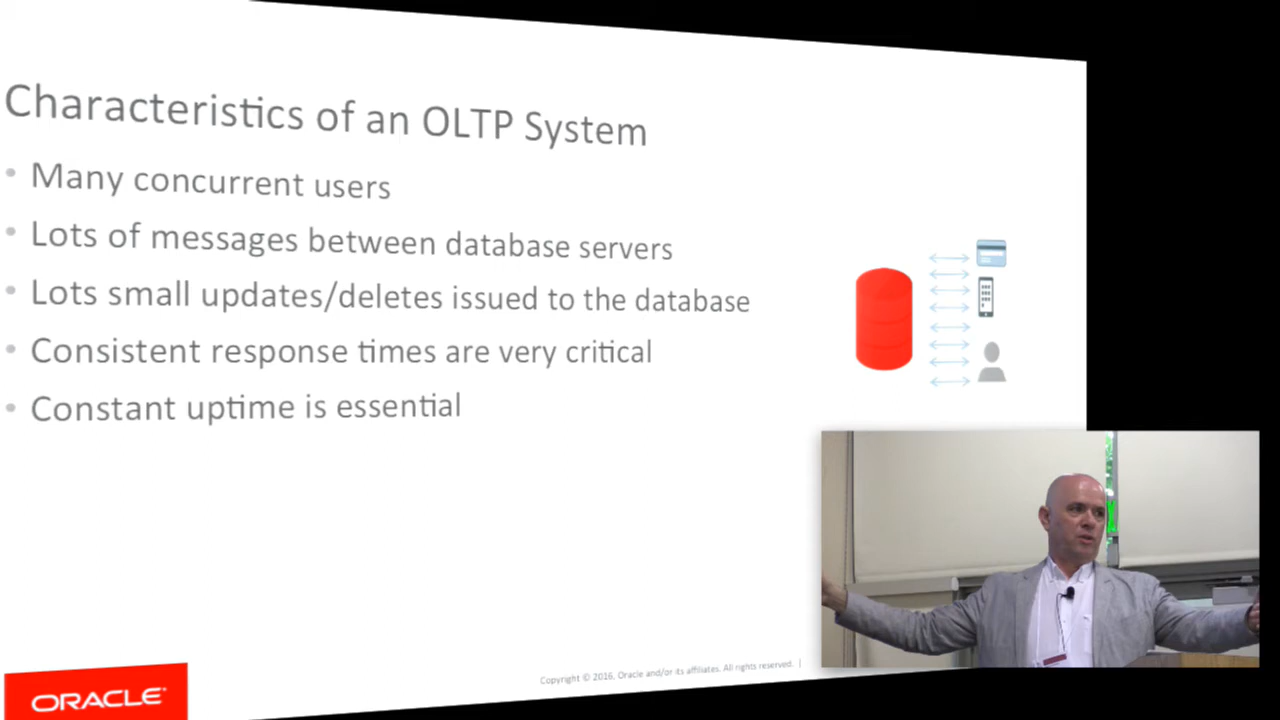 Characteristics of an OLTP System
• Many concurrent users
• Lots of messages between database servers
• Lots small updates/deletes issued to the database
• Consistent response times are very critical
• Constant uptime is essential
Copyright © 2016, Oracle and/or its affiliates. All rights reserved. |
ORACLE®